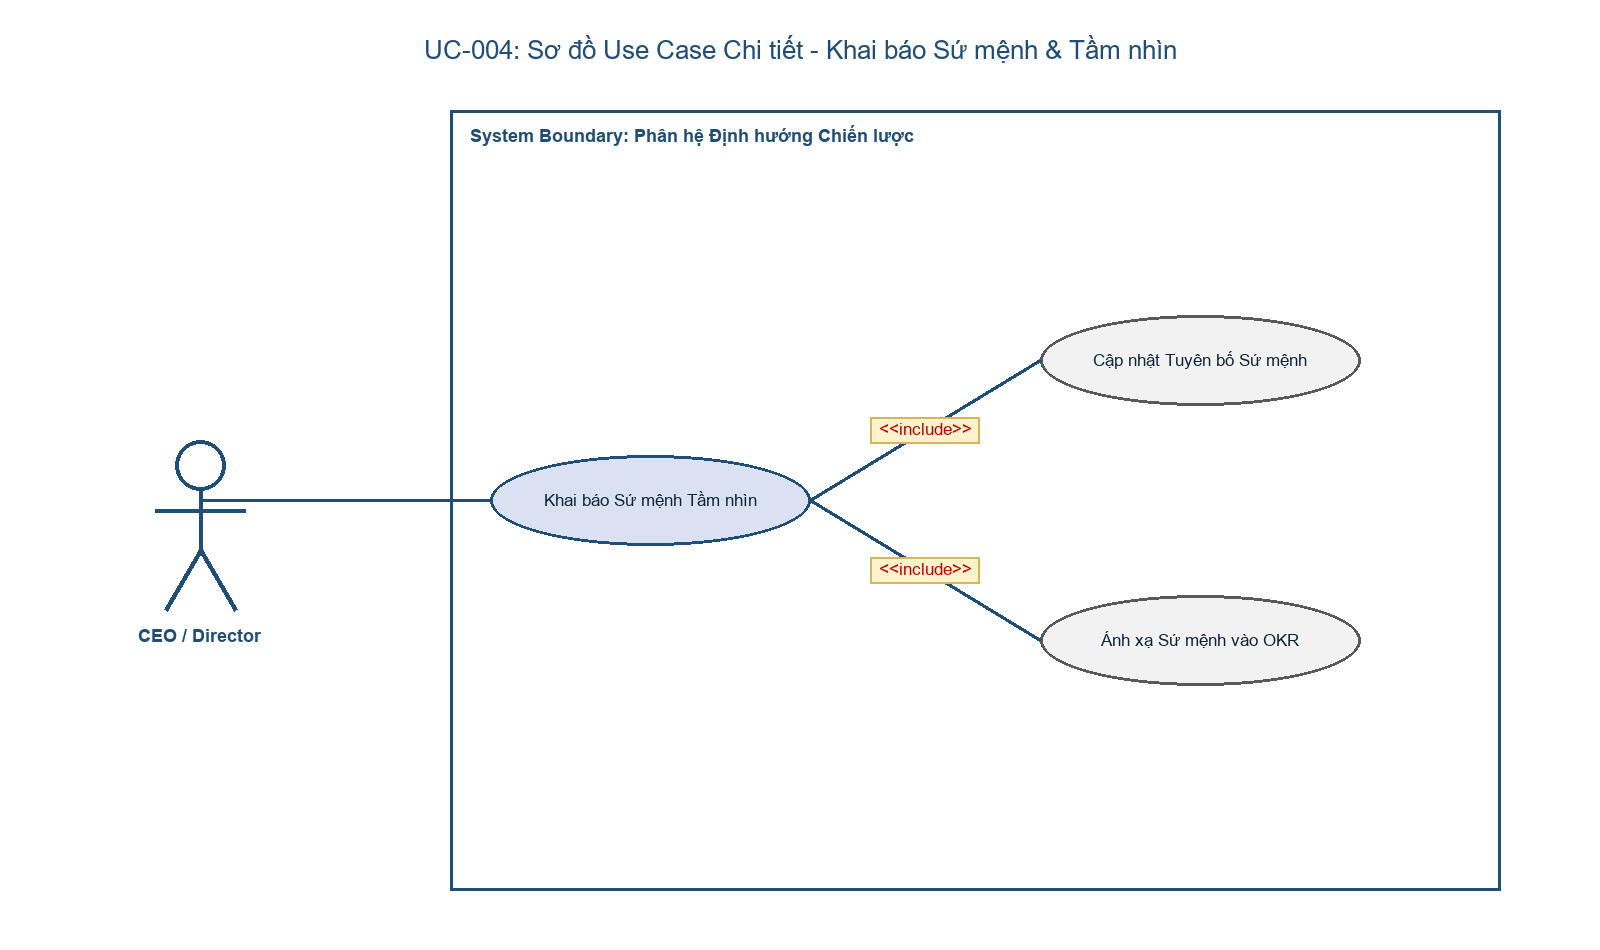 UC-004: Sơ đồ Use Case Chi tiết - Khai báo Sứ mệnh & Tầm nhìn
System Boundary: Phân hệ Định hướng Chiến lược
Cập nhật Tuyên bố Sứ mệnh
<<include>>
Khai báo Sứ mệnh Tầm nhìn
<<include>>
Ánh xạ Sứ mệnh vào OKR
CEO / Director